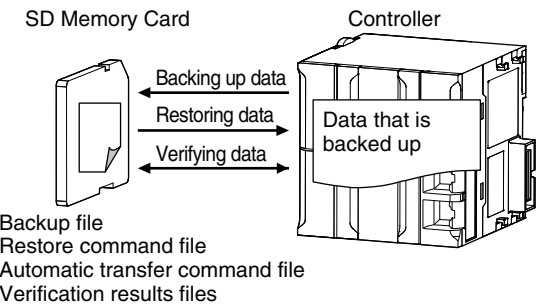 SD Memory Card
Controller
Backing up data
Restoring data
Verifying data
Data that is
backed up
Backup file
Restore command file
Automatic transfer command file
Verification results files